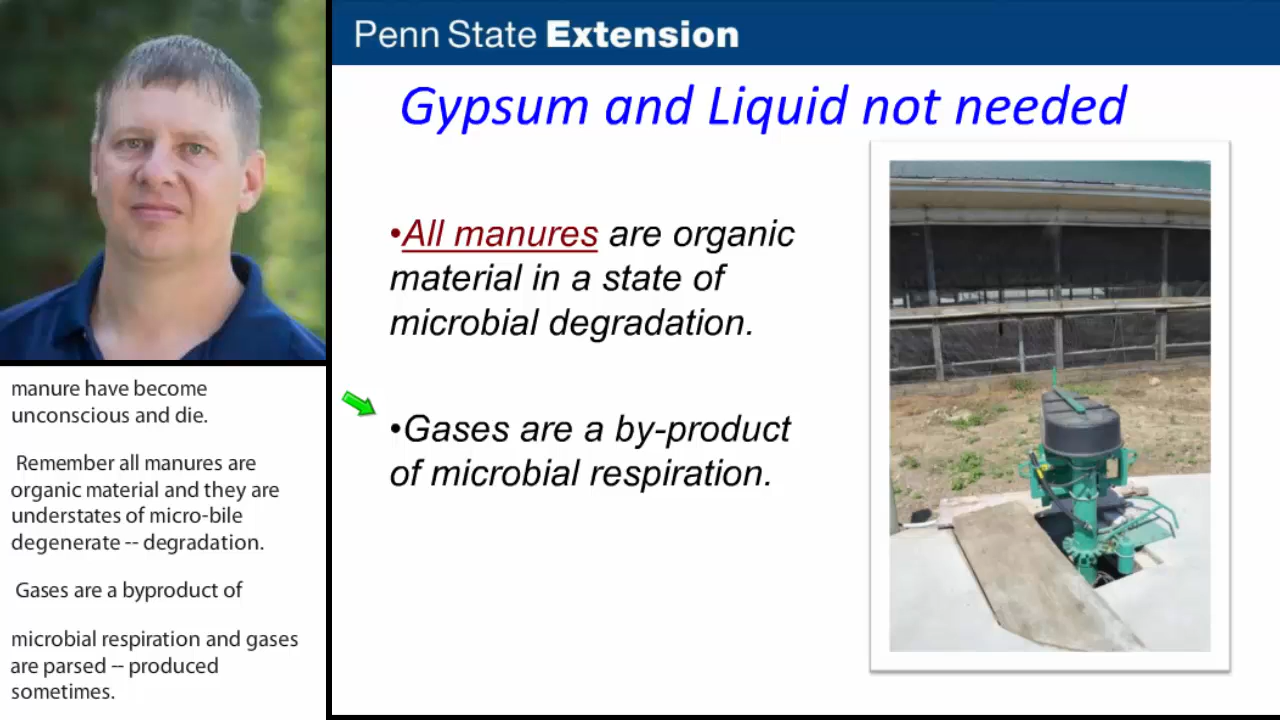 Penn State Extension
Gypsum and Liquid not needed
•All manures are organic
material in a state of
microbial degradation.
•Gases are a by-product
of microbial respiration.
manure have become
unconscious and die.
Remember all manures are
organic material and they are
understates of micro-bile
degenerate -- degradation.
Gases are a byproduct of
microbial respiration and gases
are parsed -- produced
sometimes.